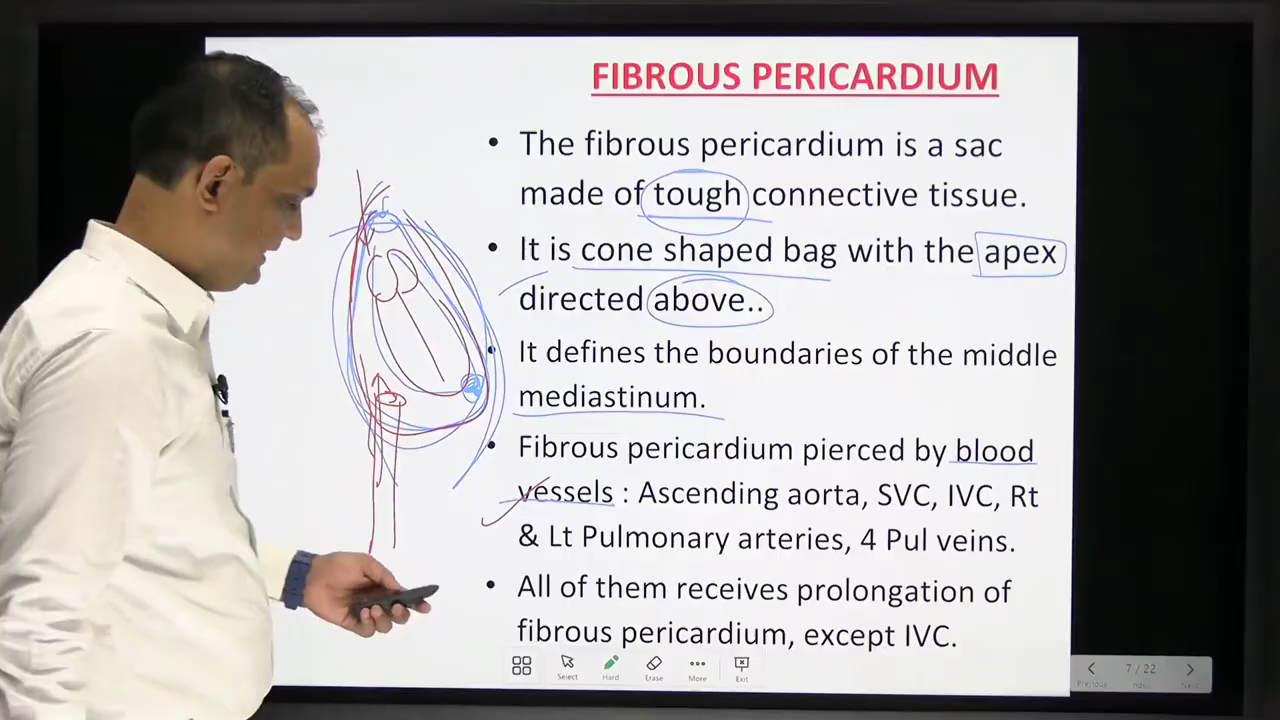 FIBROUS PERICARDIUM
• The fibrous pericardium is a sac
made of tough connective tissue.
• It is cone shaped bag with the apex
directed above..
• It defines the boundaries of the middle
mediastinum.
• Fibrous pericardium pierced by blood
vessels : Ascending aorta, SVC, IVC, Rt
& Lt Pulmonary arteries, 4 Pul veins.
• All of them receives prolongation of
fibrous pericardium, except IVC.
Select Hard Erase More Exit
7 / 22
Previous Next